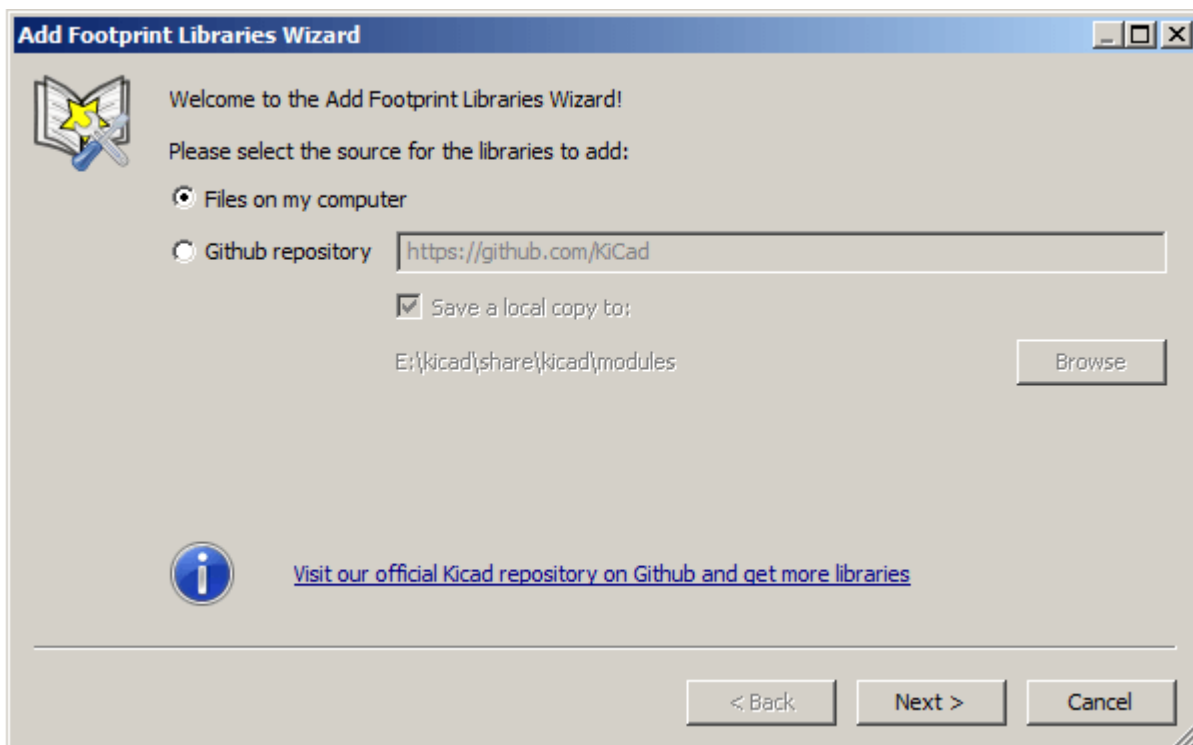 Add Footprint Libraries Wizard
Welcome to the Add Footprint Libraries Wizard!
Please select the source for the libraries to add:
Files on my computer
Github repository https://github.com/KiCad
Save a local copy to:
E:\kicad\share\kicad\modules Browse
Visit our official Kicad repository on Github and get more libraries
< Back Next > Cancel